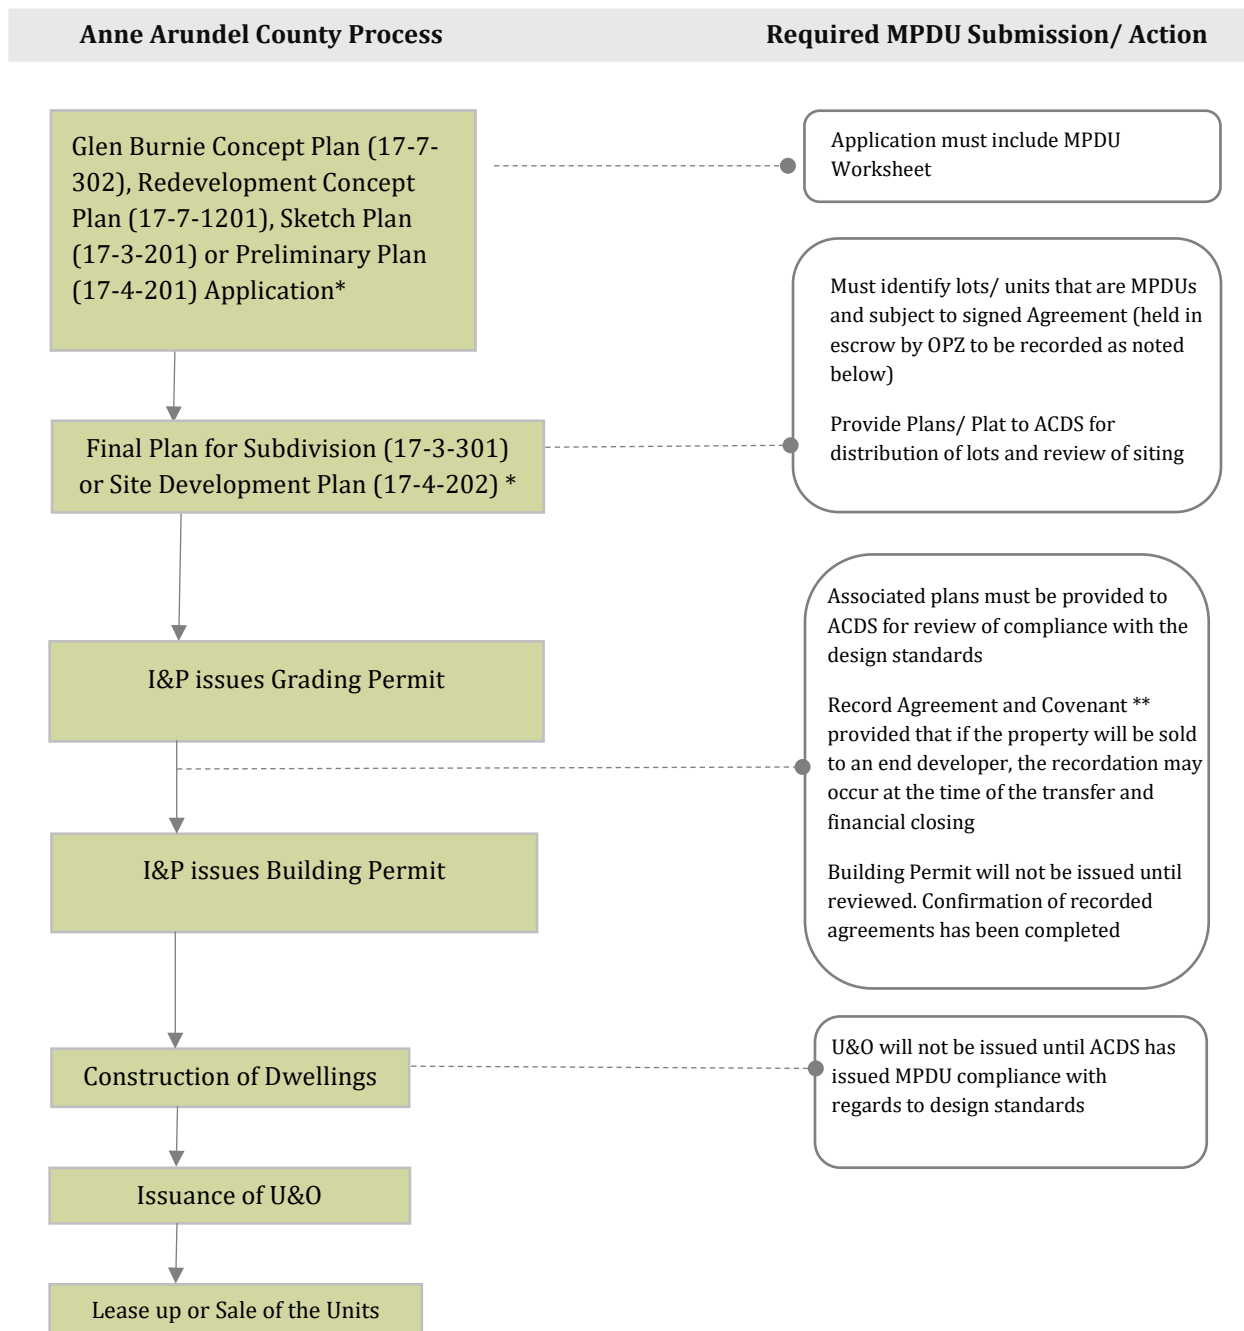 Anne Arundel County Process
Required MPDU Submission/ Action
Glen Burnie Concept Plan (17-7-
302), Redevelopment Concept
Plan (17-7-1201), Sketch Plan
(17-3-201) or Preliminary Plan
(17-4-201) Application*
Application must include MPDU
Worksheet
Must identify lots/ units that are MPDUs
and subject to signed Agreement (held in
escrow by OPZ to be recorded as noted
below)
Provide Plans/ Plat to ACDS for
distribution of lots and review of siting
Final Plan for Subdivision (17-3-301)
or Site Development Plan (17-4-202) *
Associated plans must be provided to
ACDS for review of compliance with the
design standards
Record Agreement and Covenant **
provided that if the property will be sold
to an end developer, the recordation may
occur at the time of the transfer and
financial closing
Building Permit will not be issued until
reviewed. Confirmation of recorded
agreements has been completed
I&P issues Grading Permit
I&P issues Building Permit
Construction of Dwellings
U&O will not be issued until ACDS has
issued MPDU compliance with
regards to design standards
Issuance of U&O
Lease up or Sale of the Units